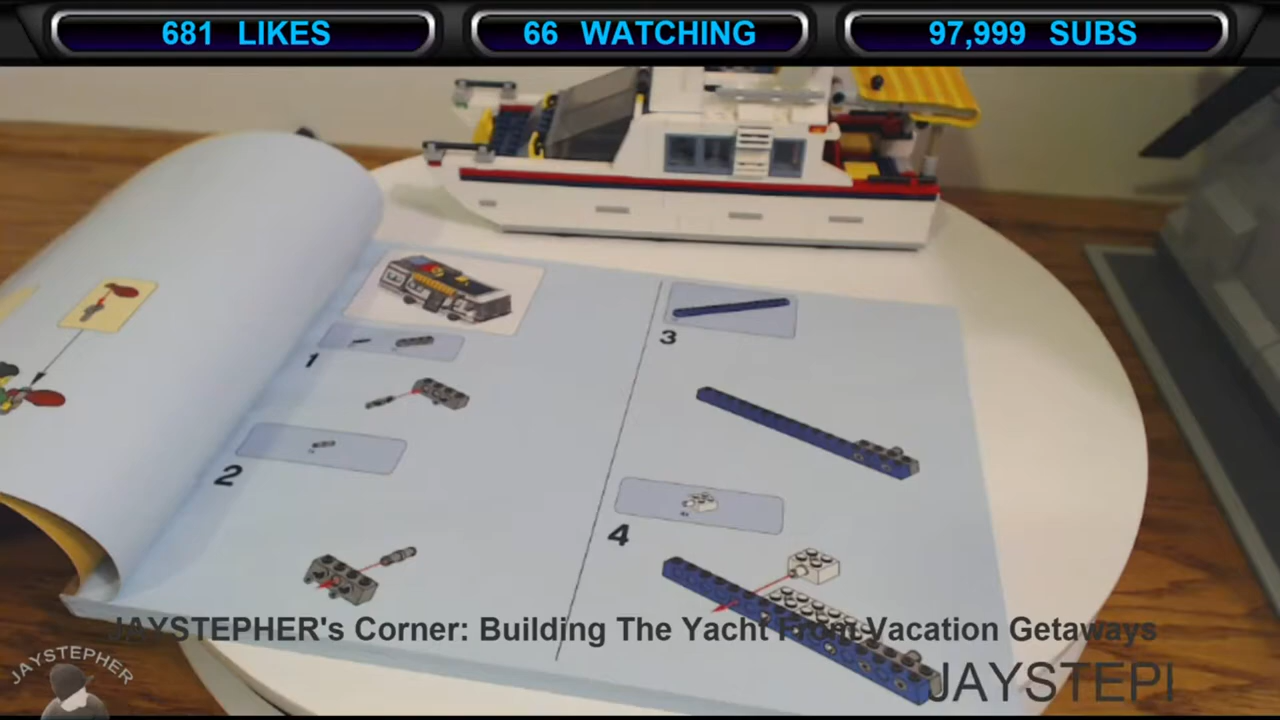 681 LIKES
66 WATCHING
97,999 SUBS
1
2
3
4
JAYSTEPHER's Corner: Building The Yacht From Vacation Getaways
JAYSTEPHER
JAYSTEPI